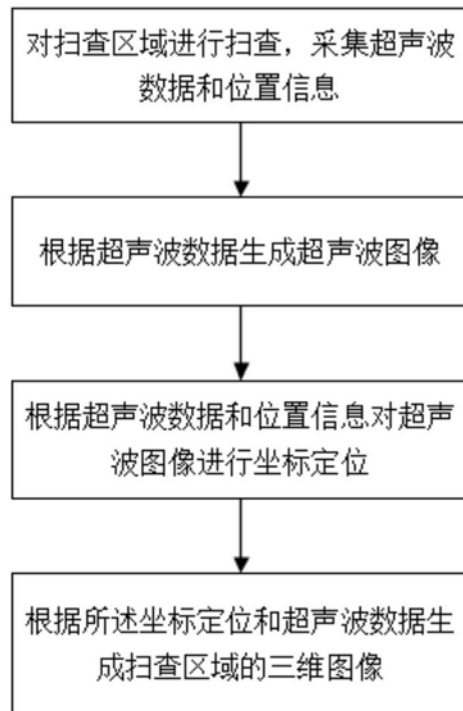 对扫查区域进行扫查，采集超声波
数据和位置信息
根据超声波数据生成超声波图像
根据超声波数据和位置信息对超声
波图像进行坐标定位
根据所述坐标定位和超声波数据生
成扫查区域的三维图像